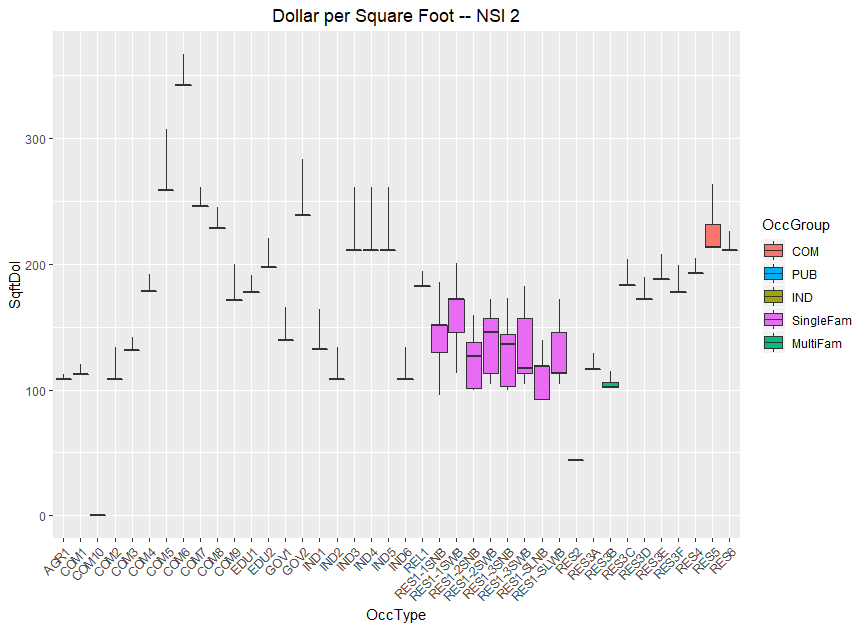 Dollar per Square Foot -- NSI 2
SqftDol
300
200
100
0
AGR1
COM1
COM10
COM2
COM3
COM4
COM5
COM6
COM7
COM8
COM9
EDU1
EDU2
GOV1
GOV2
IND1
IND2
IND3
IND4
IND5
IND6
REL1
RES1-1SNB
RES1-1SWB
RES1-2SNB
RES1-2SWB
RES1-3SNB
RES1-3SWB
RES1-SLNB
RES1-SLWB
RES2
RES3A
RES3B
RES3C
RES3D
RES3E
RES3F
RES4
RES5
RES6
OccType
OccGroup
COM
PUB
IND
SingleFam
MultiFam